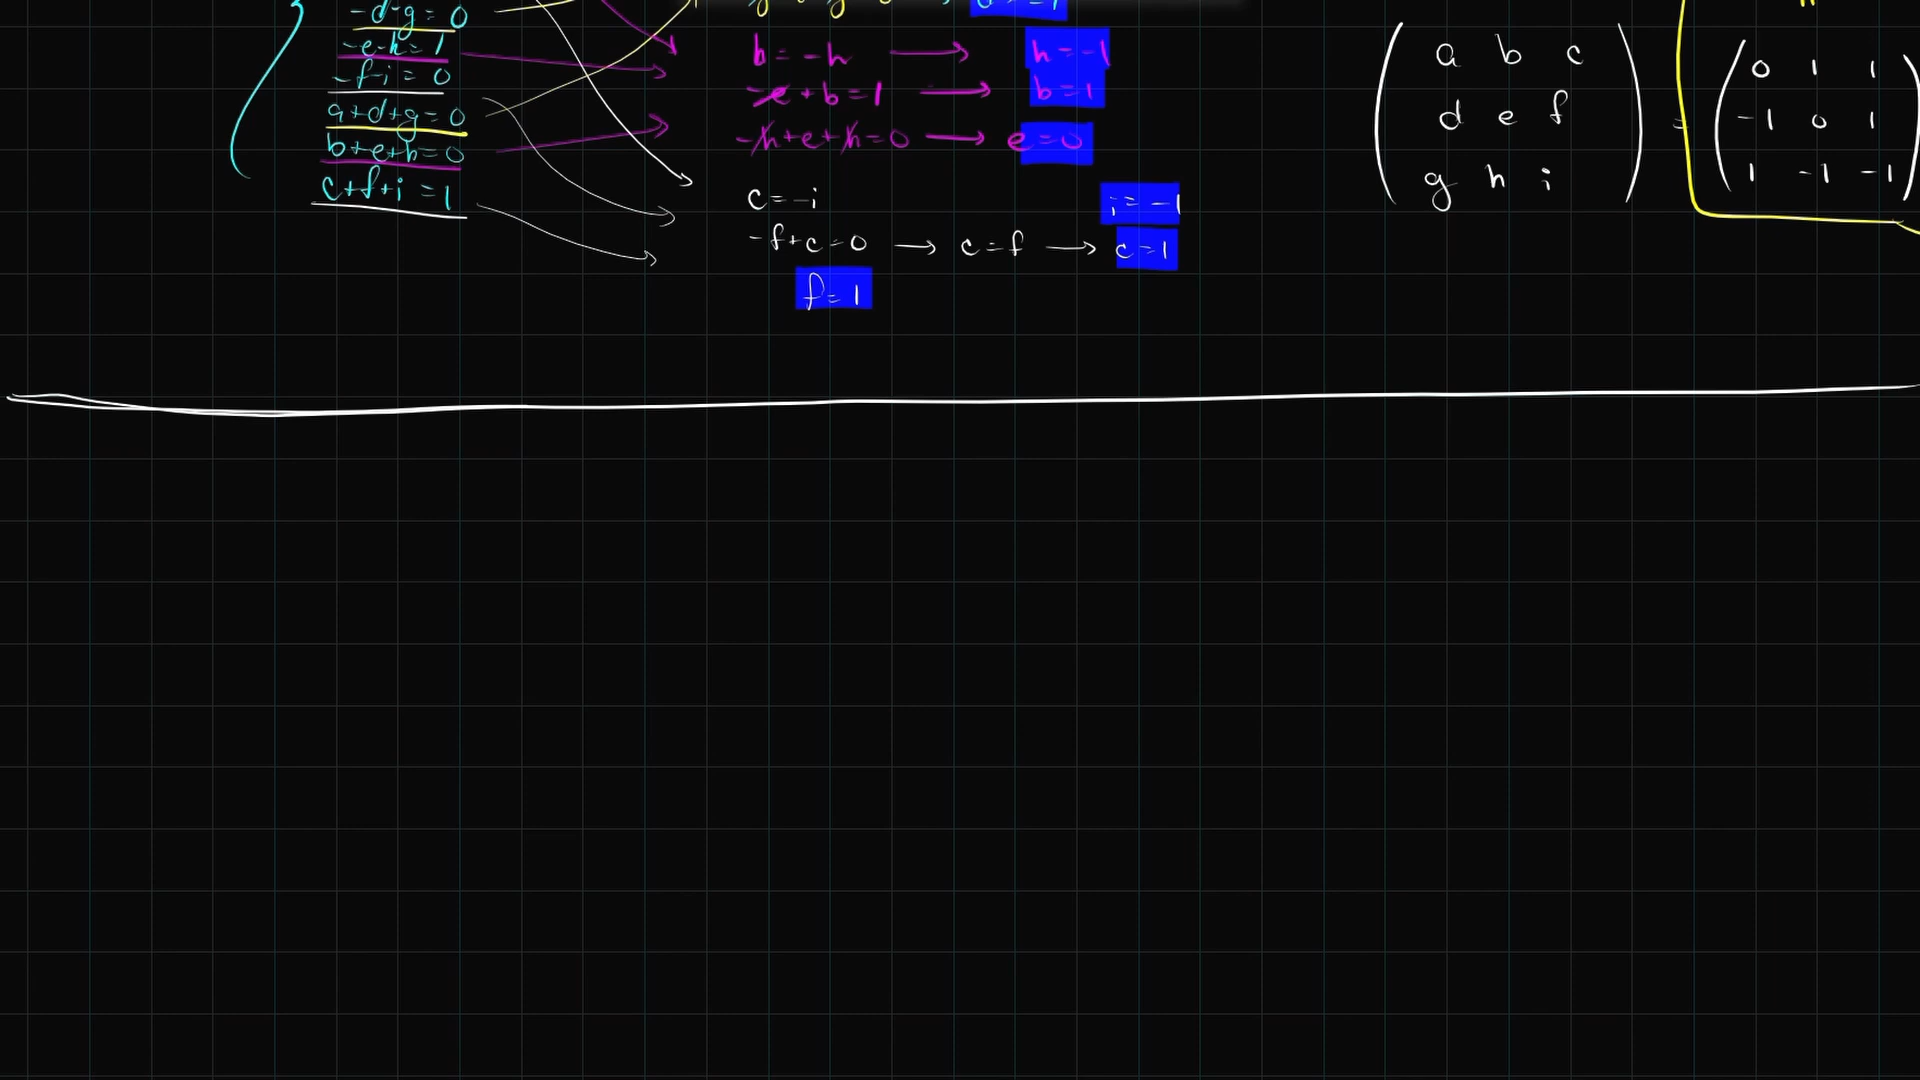 -d-g=0
-e-h=1
-f-i=0
a+d+g=0
b+e+h=0
c+f+i=1
b=-h → h=-1
-e+b=1 → b=1
-h+e+h=0 → e=0
c=-i i=-1
-f+c=0 → c=f → c=1
f=1
a b c
d e f
g h i
=
0 1 1
-1 0 1
1 -1 -1